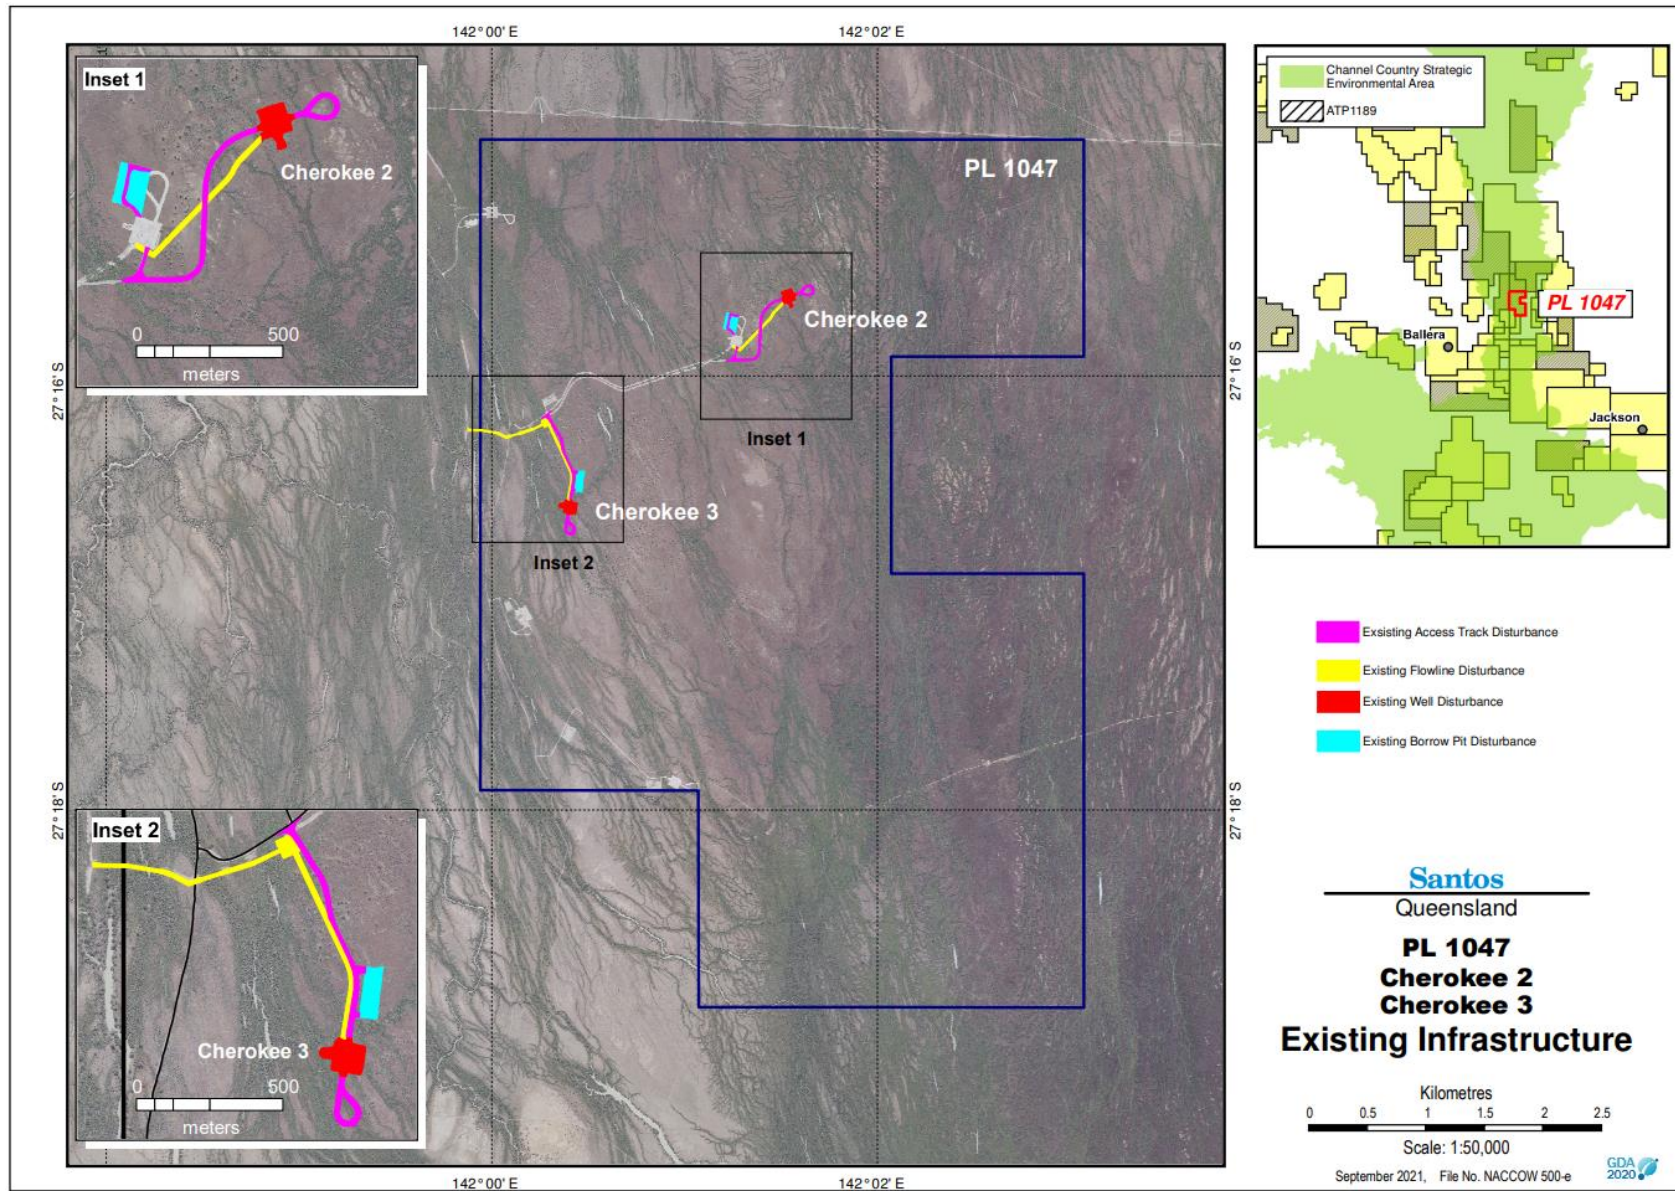 142°00' E
142°02' E
Inset 1
Cherokee 2
0
500
meters
PL 1047
Cherokee 2
Inset 1
27°16' S
27°16' S
Cherokee 3
Inset 2
27°18' S
27°18' S
Inset 2
Cherokee 3
0
500
meters
142°00' E
142°02' E
Channel Country Strategic
Environmental Area
ATP1189
PL 1047
Ballera
Jackson
Exsisting Access Track Disturbance
Existing Flowline Disturbance
Existing Well Disturbance
Existing Borrow Pit Disturbance
Santos
Queensland
PL 1047
Cherokee 2
Cherokee 3
Existing Infrastructure
Kilometres
0 0.5 1 1.5 2 2.5
Scale: 1:50,000
September 2021, File No. NACCOW 500-e
GDA
2020